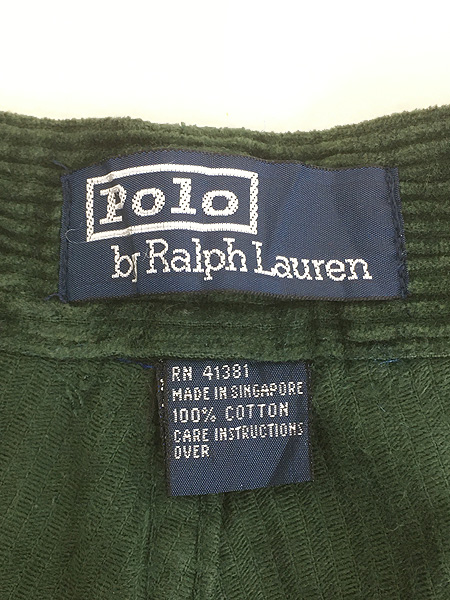 Polo
by Ralph Lauren
RN 41381
MADE IN SINGAPORE
100% COTTON
CARE INSTRUCTIONS
OVER